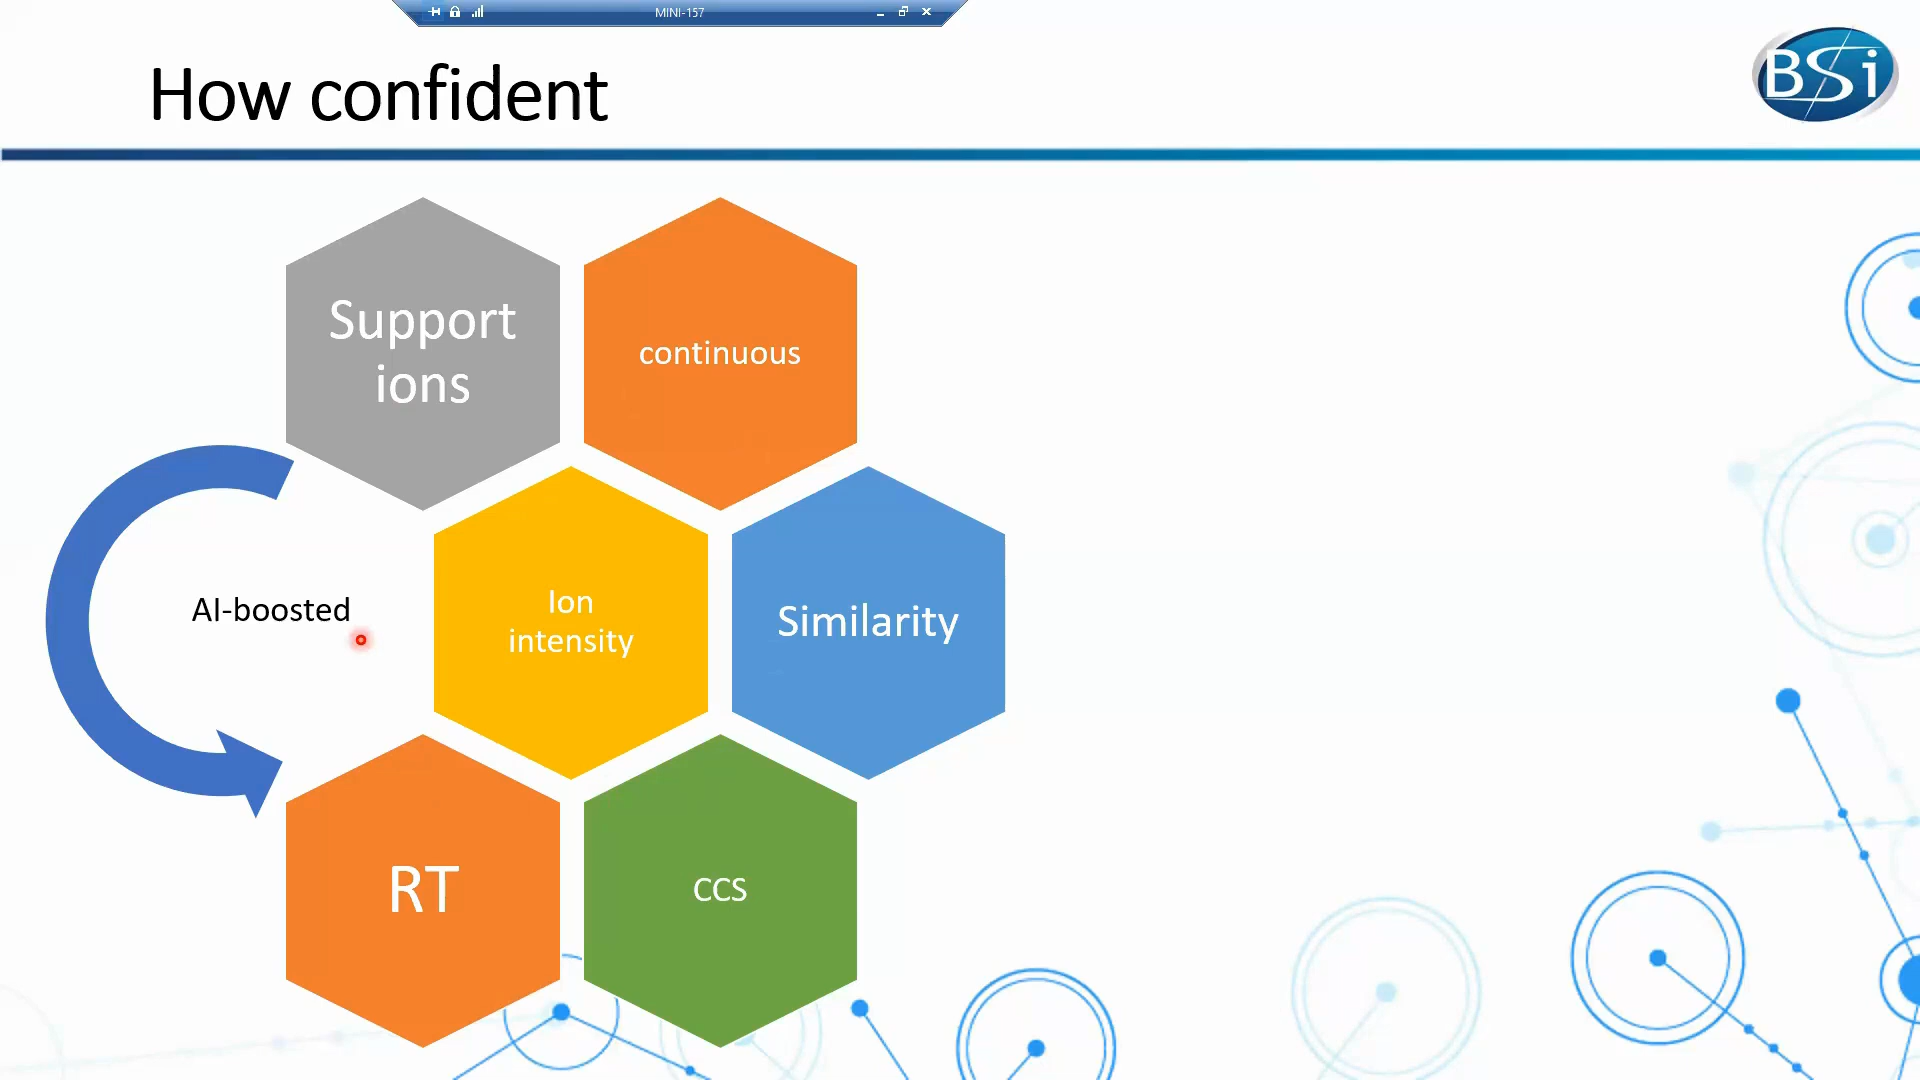 MINI-157
How confident
BSi
Support
ions
continuous
AI-boosted
Ion
intensity
Similarity
RT
CCS